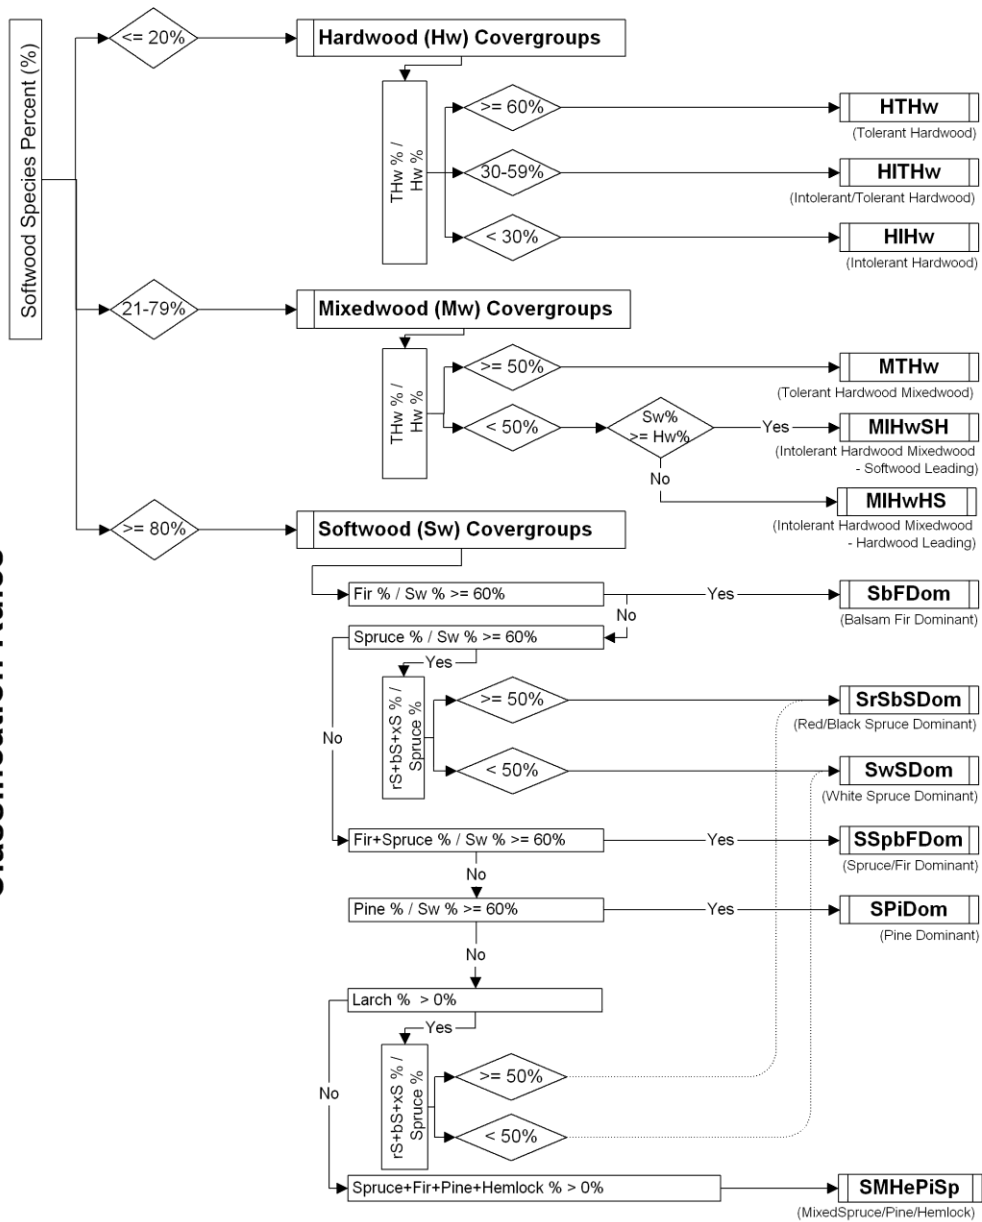 Softwood Species Percent (%)
<= 20%
Hardwood (Hw) Covergroups
THw % /
Hw %
>= 60%
HTHw
(Tolerant Hardwood)
30-59%
HITHw
(Intolerant/Tolerant Hardwood)
< 30%
HIHw
(Intolerant Hardwood)
21-79%
Mixedwood (Mw) Covergroups
THw % /
Hw %
>= 50%
MTHw
(Tolerant Hardwood Mixedwood)
< 50%
Sw%
>= Hw%
Yes
MIHwSH
(Intolerant Hardwood Mixedwood
- Softwood Leading)
No
MIHwHS
(Intolerant Hardwood Mixedwood
- Hardwood Leading)
>= 80%
Softwood (Sw) Covergroups
Fir % / Sw % >= 60%
Yes
SbFDom
(Balsam Fir Dominant)
No
Spruce % / Sw % >= 60%
Yes
rS+bS+xS % /
Spruce %
>= 50%
SrSbSDom
(Red/Black Spruce Dominant)
No
< 50%
SwSDom
(White Spruce Dominant)
Fir+Spruce % / Sw % >= 60%
Yes
SSpbFDom
(Spruce/Fir Dominant)
No
Pine % / Sw % >= 60%
Yes
SPiDom
(Pine Dominant)
No
Larch % > 0%
Yes
rS+bS+xS % /
Spruce %
>= 50%
No
< 50%
Spruce+Fir+Pine+Hemlock % > 0%
SMHePiSp
(MixedSpruce/Pine/Hemlock)